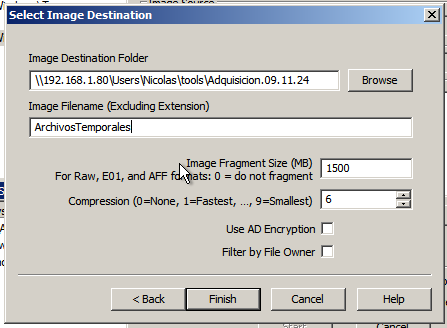 Select Image Destination
Image Destination Folder
\\192.168.1.80\Users\Nicolas\tools\Adquisicion.09.11.24
Browse
Image Filename (Excluding Extension)
ArchivosTemporales
Image Fragment Size (MB)
1500
For Raw, E01, and AFF formats: 0 = do not fragment
Compression (0=None, 1=Fastest, ..., 9=Smallest)
6
Use AD Encryption
Filter by File Owner
< Back
Finish
Cancel
Help
Start